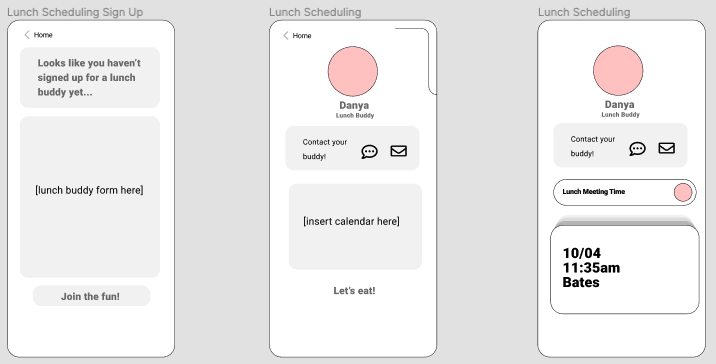 Lunch Scheduling Sign Up
Home
Looks like you haven't
signed up for a lunch
buddy yet...
[lunch buddy form here]
Join the fun!
Lunch Scheduling
Home
Danya
Lunch Buddy
Contact your
buddy!
[insert calendar here]
Let's eat!
Lunch Scheduling
Danya
Lunch Buddy
Contact your
buddy!
Lunch Meeting Time
10/04
11:35am
Bates